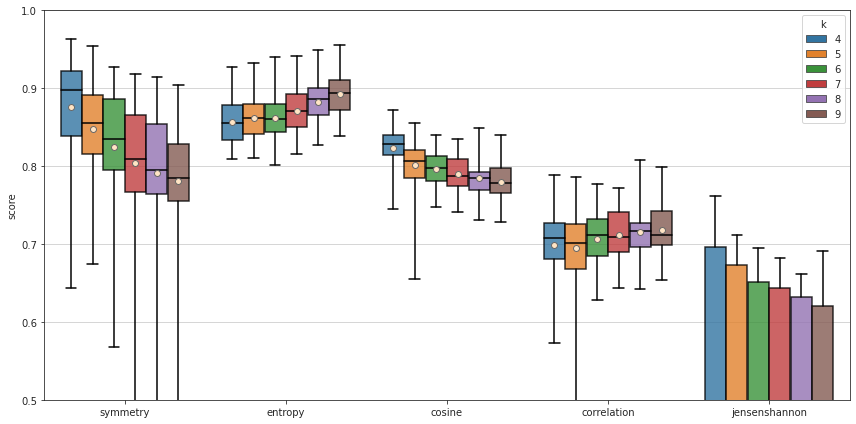 1.0
0.9
0.8
0.7
0.6
0.5
score
symmetry
entropy
cosine
correlation
jensenshannon
k
4
5
6
7
8
9